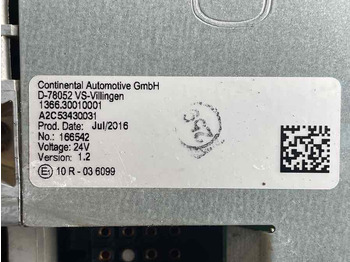 Continental Automotive GmbH
D-78052 VS-Villingen
1366.30010001
A2C53430031
Prod. Date: Jul/2016
No.: 166542
Voltage: 24V
Version: 1.2
E1 10 R - 03 6099